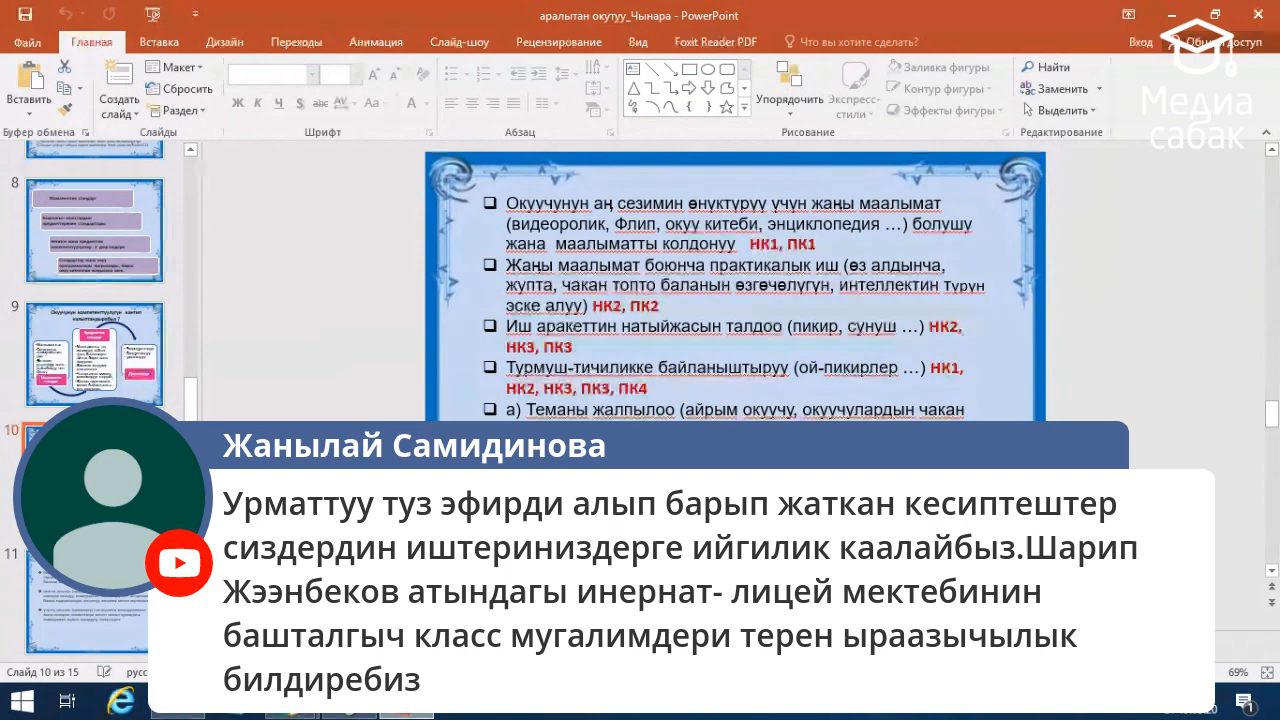 аралытан окутуу_Чынара - PowerPoint
Файл Главная Вставка Дизайн Переходы Анимация Слайд-шоу Рецензирование Вид Foxit Reader PDF Что вы хотите сделать? Вход Общий доступ
Вставить
Создать слайд
Макет
Сбросить
Раздел
Упорядочить
Экспресс-стили
Заливка фигуры
Контур фигуры
Эффекты фигуры
Найти
Заменить
Выделить
Буфер обмена Слайды Шрифт Абзац Рисование Редактирование
медиа
сабак
8
9
10
11
Окуучунун аң сезимин өнүктүрүү үчүн жаңы маалымат
(видеоролик, Флип, окуу китеби, энциклопедия …) болушу
жана маалыматты колдонуу НК1, ПК1
Жаңы маалымат боюнча практикалык иш (өз алдынча,
жупта, чакан топто баланын өзгөчөлүгүн, интеллектин түрүн
эске алуу) НК2, ПК2
Иш аракеттин натыйжасын талдоо (пикир, сунуш …) НК2,
НК3, ПК3
Турмуш-тичиликке байланыштыруу (ой-пикирлер …) НК1,
НК2, НК3, ПК3, ПК4
а) Теманы жалпылоо (айрым окуучу, окуучулардын чакан
Жанылай Самидинова
Урматтуу туз эфирди алып барып жаткан кесиптештер
сиздердин иштериниздерге ийгилик каалайбыз.Шарип
Жээнбеков атындагы инернат- лицей мектебинин
башталгыч класс мугалимдери терен ыраазычылык
билдиребиз
Слайд 10 из 15
69%